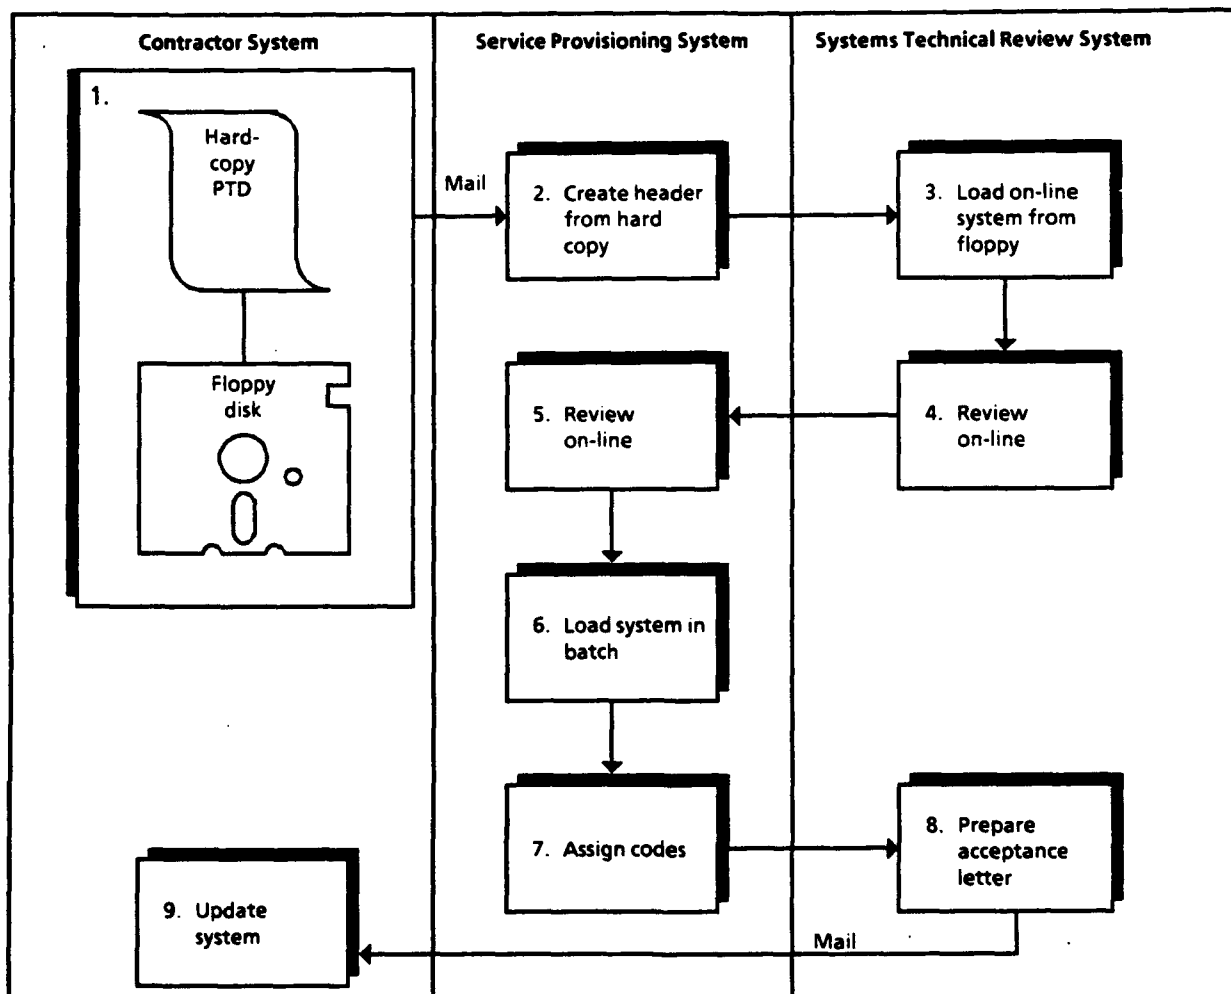 Contractor System
Service Provisioning System
Systems Technical Review System
1.
Hard-
copy
PTD
Floppy
disk
Mail
2. Create header
from hard
copy
3. Load on-line
system from
floppy
4. Review
on-line
5. Review
on-line
6. Load system in
batch
7. Assign codes
8. Prepare
acceptance
letter
Mail
9. Update
system